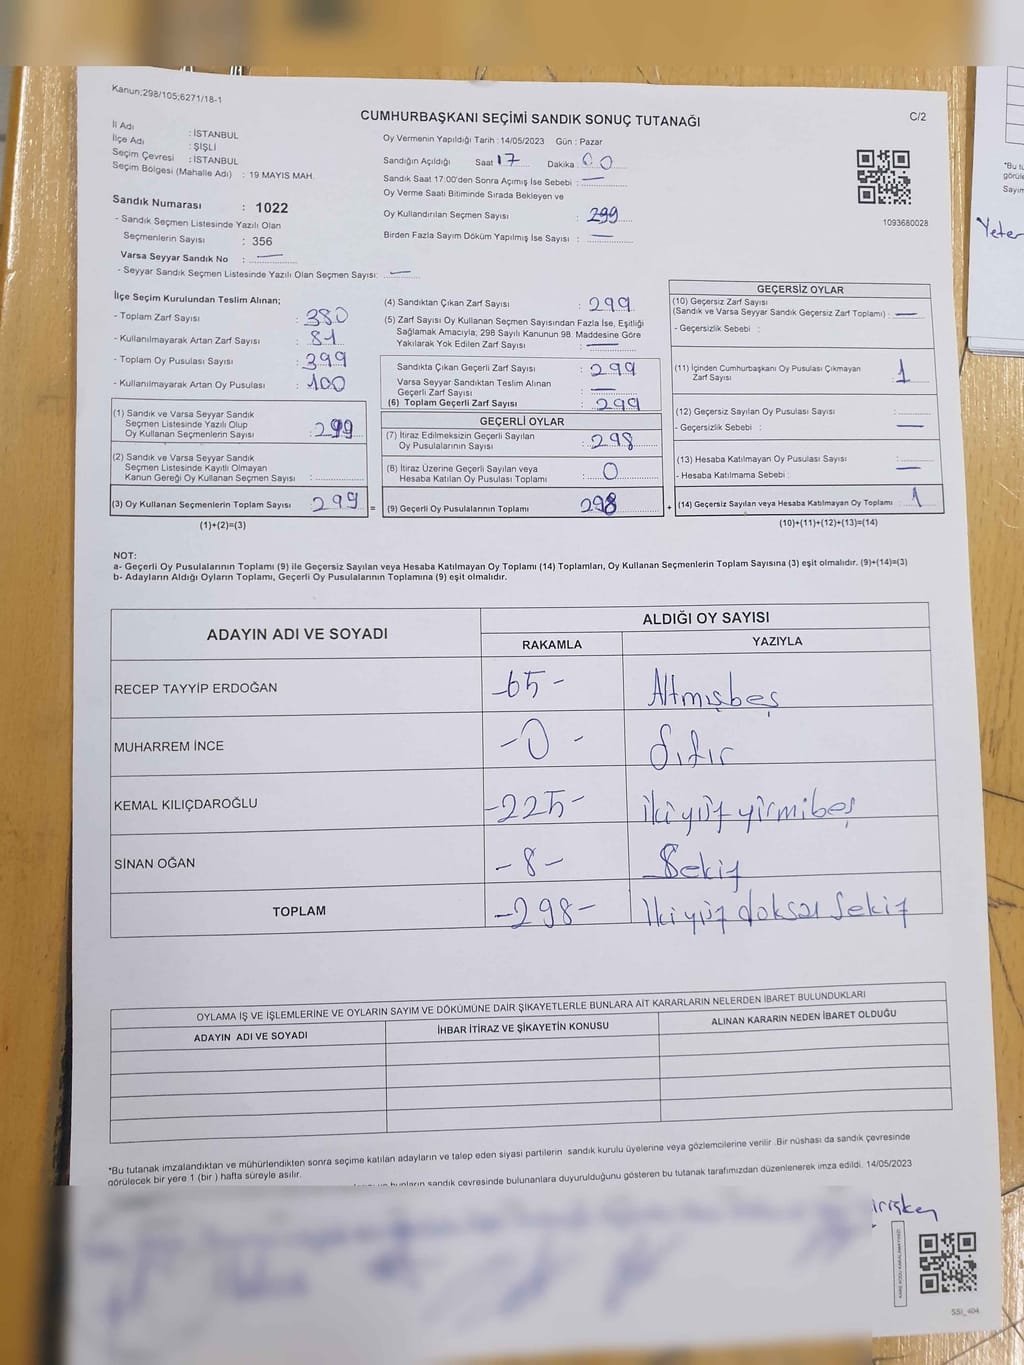 Kanun;298/105;6271/18-1
CUMHURBAŞKANI SEÇİMİ SANDIK SONUÇ TUTANAĞI
C/2
İl Adı : İSTANBUL
İlçe Adı : ŞİŞLİ
Seçim Çevresi : İSTANBUL
Seçim Bölgesi (Mahalle Adı) : 19 MAYIS MAH.
Sandık Numarası : 1022
- Sandık Seçmen Listesinde Yazılı Olan
Seçmenlerin Sayısı : 356
Varsa Seyyar Sandık No : —
- Seyyar Sandık Seçmen Listesinde Yazılı Olan Seçmen Sayısı: —
Oy Vermenin Yapıldığı Tarih : 14/05/2023 Gün : Pazar
Sandığın Açıldığı Saat 17 Dakika 00
Sandık Saat 17:00'den Sonra Açımış İse Sebebi : —
Oy Verme Saati Bitiminde Sırada Bekleyen ve
Oy Kullandırılan Seçmen Sayısı : 299
Birden Fazla Sayım Döküm Yapılmış İse Sayısı : —
1093680028
İlçe Seçim Kurulundan Teslim Alınan;
- Toplam Zarf Sayısı : 380
- Kullanılmayarak Artan Zarf Sayısı : 81
- Toplam Oy Pusulası Sayısı : 399
- Kullanılmayarak Artan Oy Pusulası : 100
(1) Sandık ve Varsa Seyyar Sandık
Seçmen Listesinde Yazılı Olup
Oy Kullanan Seçmenlerin Sayısı : 299
(2) Sandık ve Varsa Seyyar Sandık
Seçmen Listesinde Kayıtlı Olmayan
Kanun Gereği Oy Kullanan Seçmen Sayısı :
(3) Oy Kullanan Seçmenlerin Toplam Sayısı : 299 =
(1)+(2)=(3)
(4) Sandıktan Çıkan Zarf Sayısı : 299
(5) Zarf Sayısı Oy Kullanan Seçmen Sayısından Fazla İse, Eşitliği
Sağlamak Amacıyla; 298 Sayılı Kanunun 98. Maddesine Göre
Yakılarak Yok Edilen Zarf Sayısı : —
Sandıkta Çıkan Geçerli Zarf Sayısı : 299
Varsa Seyyar Sandıktan Teslim Alınan
Geçerli Zarf Sayısı : —
(6) Toplam Geçerli Zarf Sayısı : 299
GEÇERLİ OYLAR
(7) İtiraz Edilmeksizin Geçerli Sayılan
Oy Pusulalarının Sayısı : 298
(8) İtiraz Üzerine Geçerli Sayılan veya
Hesaba Katılan Oy Pusulası Toplamı : 0
(9) Geçerli Oy Pusulalarının Toplamı 298 +
GEÇERSİZ OYLAR
(10) Geçersiz Zarf Sayısı
(Sandık ve Varsa Seyyar Sandık Geçersiz Zarf Toplamı) : —
- Geçersizlik Sebebi :
(11) İçinden Cumhurbaşkanı Oy Pusulası Çıkmayan
Zarf Sayısı : 1
(12) Geçersiz Sayılan Oy Pusulası Sayısı :
- Geçersizlik Sebebi : —
(13) Hesaba Katılmayan Oy Pusulası Sayısı :
- Hesaba Katılmama Sebebi : —
(14) Geçersiz Sayılan veya Hesaba Katılmayan Oy Toplamı : 1
(10)+(11)+(12)+(13)=(14)
NOT:
a- Geçerli Oy Pusulalarının Toplamı (9) ile Geçersiz Sayılan veya Hesaba Katılmayan Oy Toplamı (14) Toplamları, Oy Kullanan Seçmenlerin Toplam Sayısına (3) eşit olmalıdır. (9)+(14)=(3)
b- Adayların Aldığı Oyların Toplamı, Geçerli Oy Pusulalarının Toplamına (9) eşit olmalıdır.
ADAYIN ADI VE SOYADI
ALDIĞI OY SAYISI
RAKAMLA YAZIYLA
RECEP TAYYİP ERDOĞAN -65- Altmışbeş
MUHARREM İNCE -0- Sıfır
KEMAL KILIÇDAROĞLU -225- ikiyüz yirmibeş
SİNAN OĞAN -8- Sekiz
TOPLAM -298- İkiyüz doksan Sekiz
OYLAMA İŞ VE İŞLEMLERİNE VE OYLARIN SAYIM VE DÖKÜMÜNE DAİR ŞİKAYETLERLE BUNLARA AİT KARARLARIN NELERDEN İBARET BULUNDUKLARI
ADAYIN ADI VE SOYADI İHBAR İTİRAZ VE ŞİKAYETİN KONUSU ALINAN KARARIN NEDEN İBARET OLDUĞU
*Bu tutanak imzalandıktan ve mühürlendikten sonra seçime katılan adayların ve talep eden siyasi partilerin sandık kurulu üyelerine veya gözlemcilerine verilir .Bir nüshası da sandık çevresinde
görülecek bir yere 1 (bir ) hafta süreyle asılır.
bunların sandık çevresinde bulunanlara duyurulduğunu gösteren bu tutanak tarafımızdan düzenlenerek imza edildi. 14/05/2023
SSİ_404
*Bu tu
görüle
Sayım
Yeter